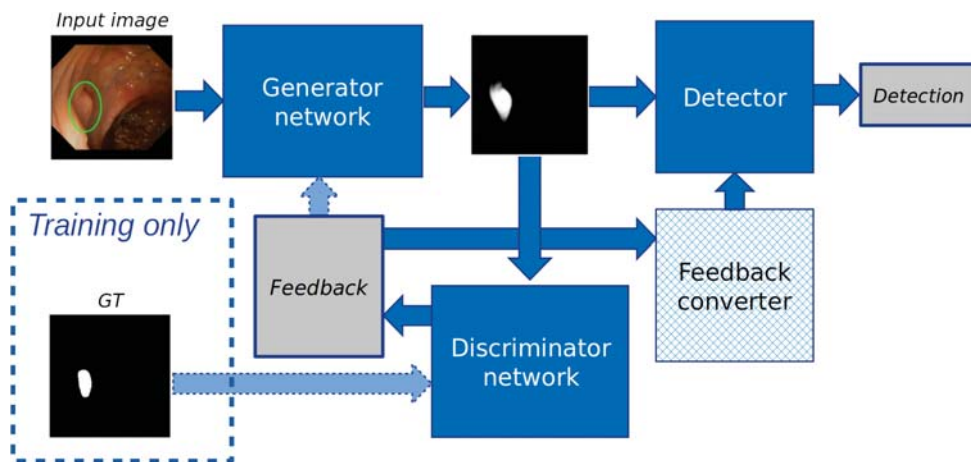 Input image
Generator
network
Detector
Detection
Training only
GT
Feedback
Feedback
converter
Discriminator
network